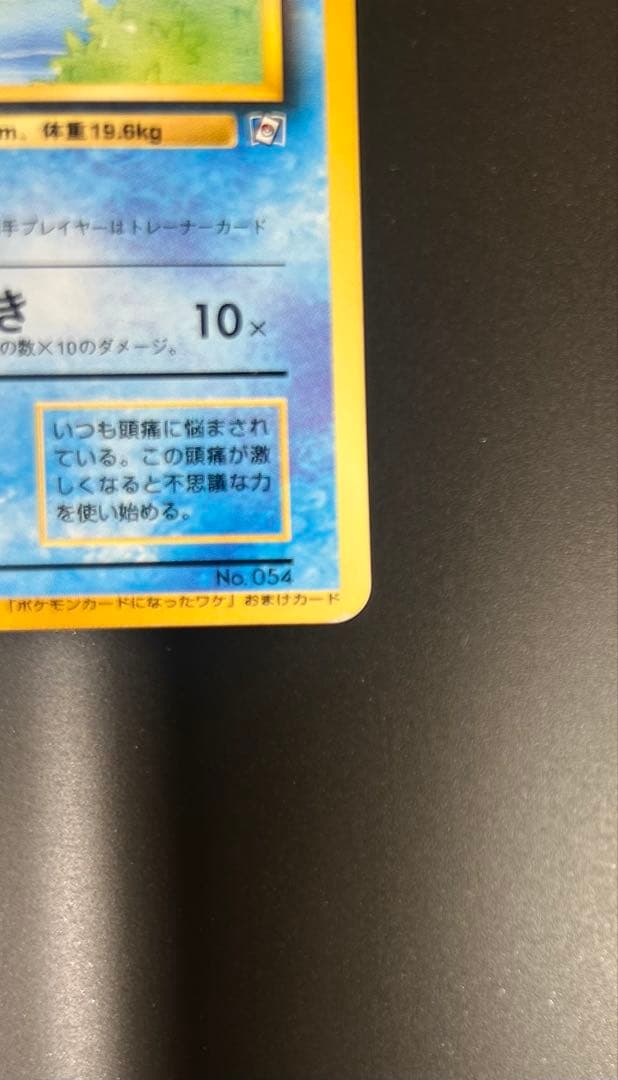 m、体重19.6kg
手プレイヤーはトレーナーカード
き 10×
の数×10のダメージ。
いつも頭痛に悩まされ
ている。この頭痛が激
しくなると不思議な力
を使い始める。
No. 054
「ポケモンカードになったワケ」おまけカード